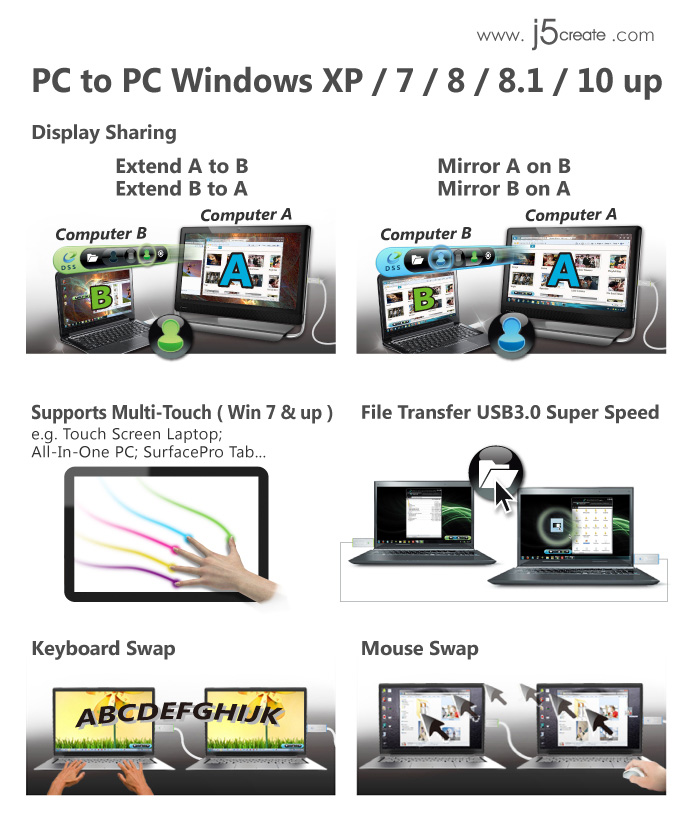 www. j5create .com
PC to PC Windows XP / 7 / 8 / 8.1 / 10 up
Display Sharing
Extend A to B
Extend B to A
Computer A
Computer B
DSS
A
B
Mirror A on B
Mirror B on A
Computer A
Computer B
DSS
A
B
Supports Multi-Touch ( Win 7 & up )
e.g. Touch Screen Laptop;
All-In-One PC; SurfacePro Tab...
File Transfer USB3.0 Super Speed
Keyboard Swap
ABCDEFGHIJK
Mouse Swap